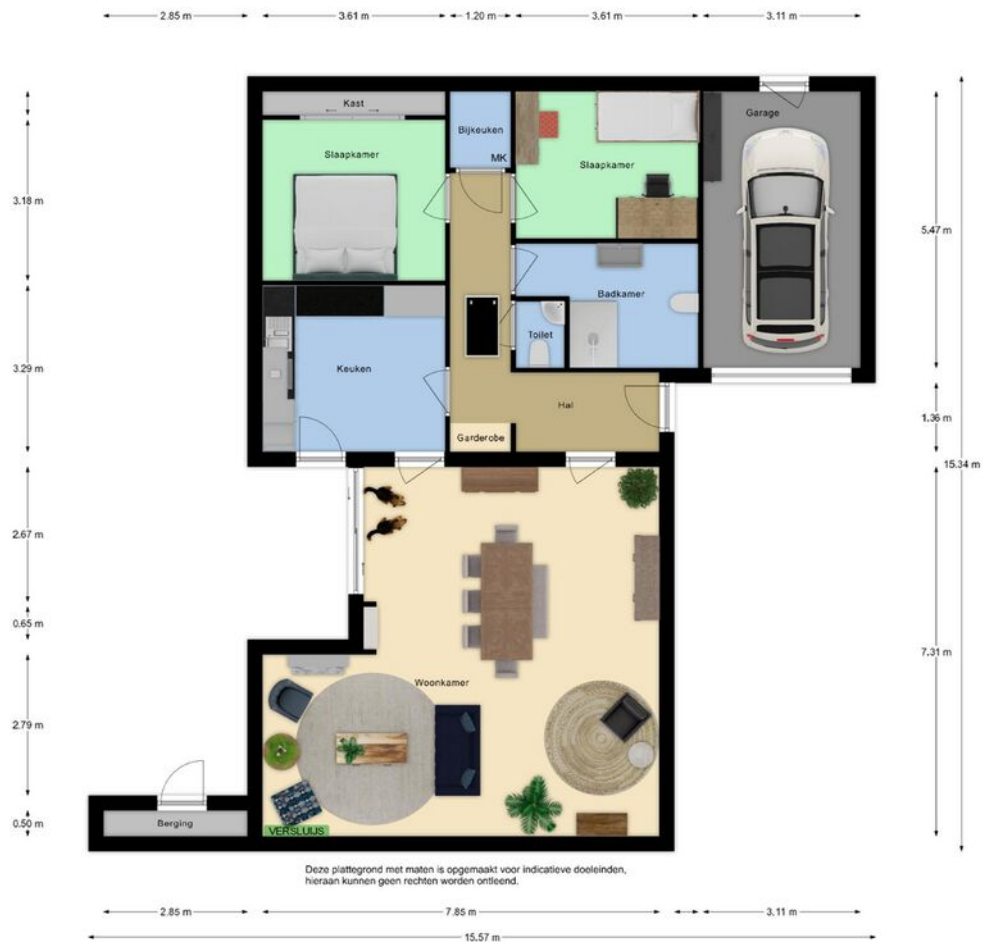 2.85 m 3.61 m 1.20 m 3.61 m 3.11 m
Kast
Garage
Bijkeuken
MK
Slaapkamer
Slaapkamer
3.18 m
5.47 m
Badkamer
Toilet
Keuken
3.29 m
Hal
1.36 m
Garderobe
15.34 m
2.67 m
0.65 m
7.31 m
Woonkamer
2.79 m
0.50 m
Berging
VERSLUIJS
Deze plattegrond met maten is opgemaakt voor indicatieve doeleinden,
hieraan kunnen geen rechten worden ontleend.
2.85 m 7.85 m 3.11 m
15.57 m